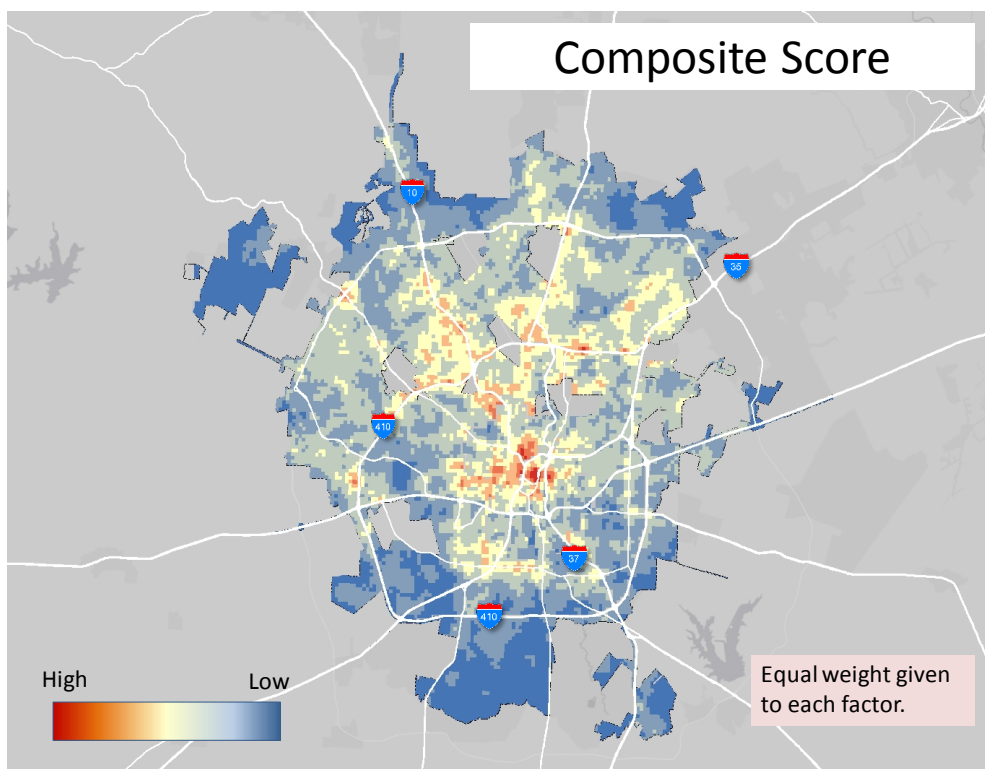 Composite Score
10
35
410
37
410
High
Low
Equal weight given
to each factor.